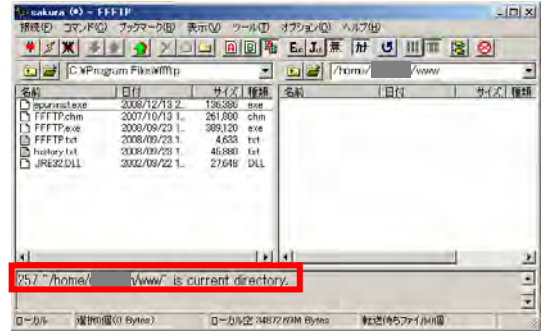 sakura (*) - FFFTP
接続(F) コマンド(C) ブックマーク(B) 表示(V) ツール(T) オプション(O) ヘルプ(H)
A B E. J. 無 カナ
C:¥Program Files¥ffftp
/home/ /www
名前 日付 サイズ 種類 名前 日付 サイズ 種類
epuninst.exe 2008/12/13 2.. 136,386 exe
FFFTP.chm 2007/10/13 1.. 261,800 chm
FFFTP.exe 2008/09/23 1.. 389,120 exe
FFFTP.txt 2008/09/23 1.. 4,633 txt
history.txt 2008/09/23 1.. 45,880 txt
JRE32.DLL 2002/03/22 1.. 27,648 DLL
257 "/home/ /www/" is current directory.
ローカル 選択0個(0 Bytes) ローカル空 34872.69M Bytes 転送待ちファイル0個